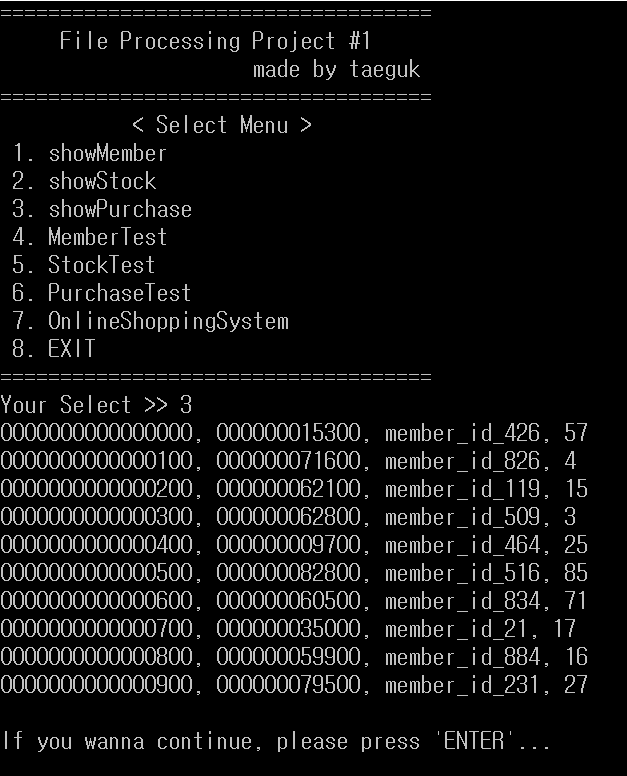 ====================================
File Processing Project #1
made by taeguk
====================================
< Select Menu >
1. showMember
2. showStock
3. showPurchase
4. MemberTest
5. StockTest
6. PurchaseTest
7. OnlineShoppingSystem
8. EXIT
====================================
Your Select >> 3
0000000000000000, 000000015300, member_id_426, 57
0000000000000100, 000000071600, member_id_826, 4
0000000000000200, 000000062100, member_id_119, 15
0000000000000300, 000000062800, member_id_509, 3
0000000000000400, 000000009700, member_id_464, 25
0000000000000500, 000000082800, member_id_516, 85
0000000000000600, 000000060500, member_id_834, 71
0000000000000700, 000000035000, member_id_21, 17
0000000000000800, 000000059900, member_id_884, 16
0000000000000900, 000000079500, member_id_231, 27
If you wanna continue, please press 'ENTER'...